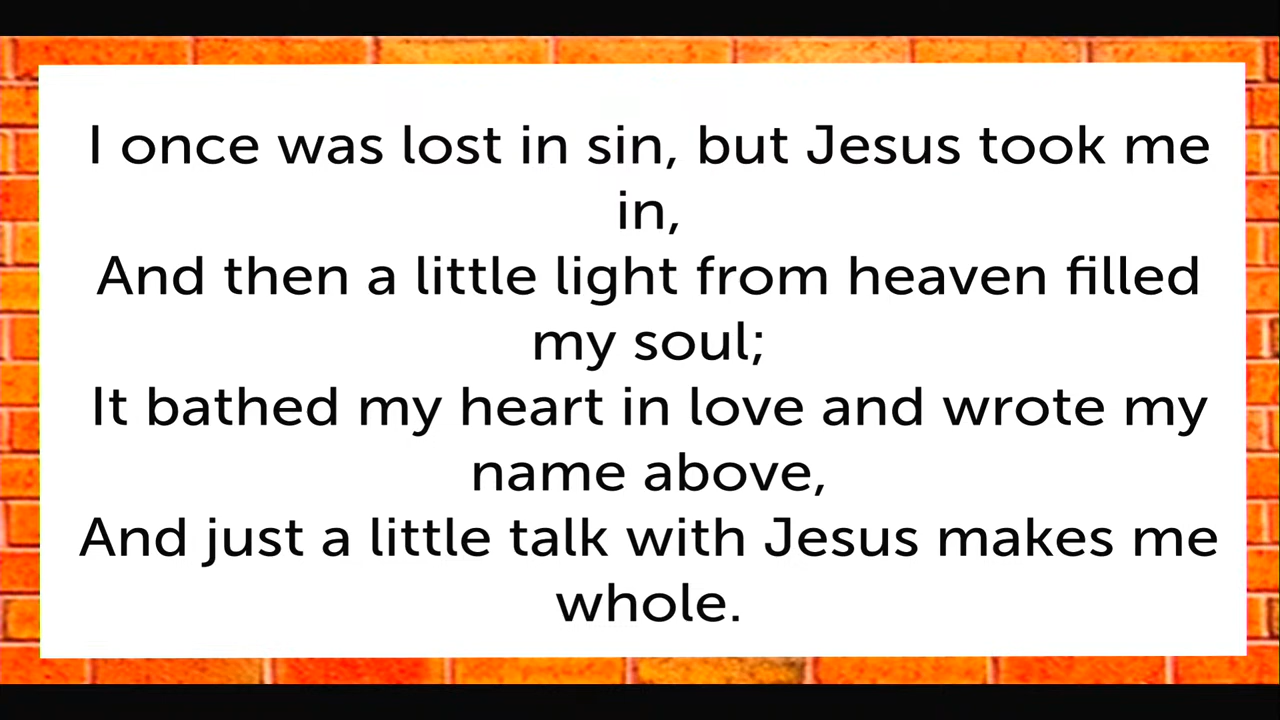 I once was lost in sin, but Jesus took me
in,
And then a little light from heaven filled
my soul;
It bathed my heart in love and wrote my
name above,
And just a little talk with Jesus makes me
whole.